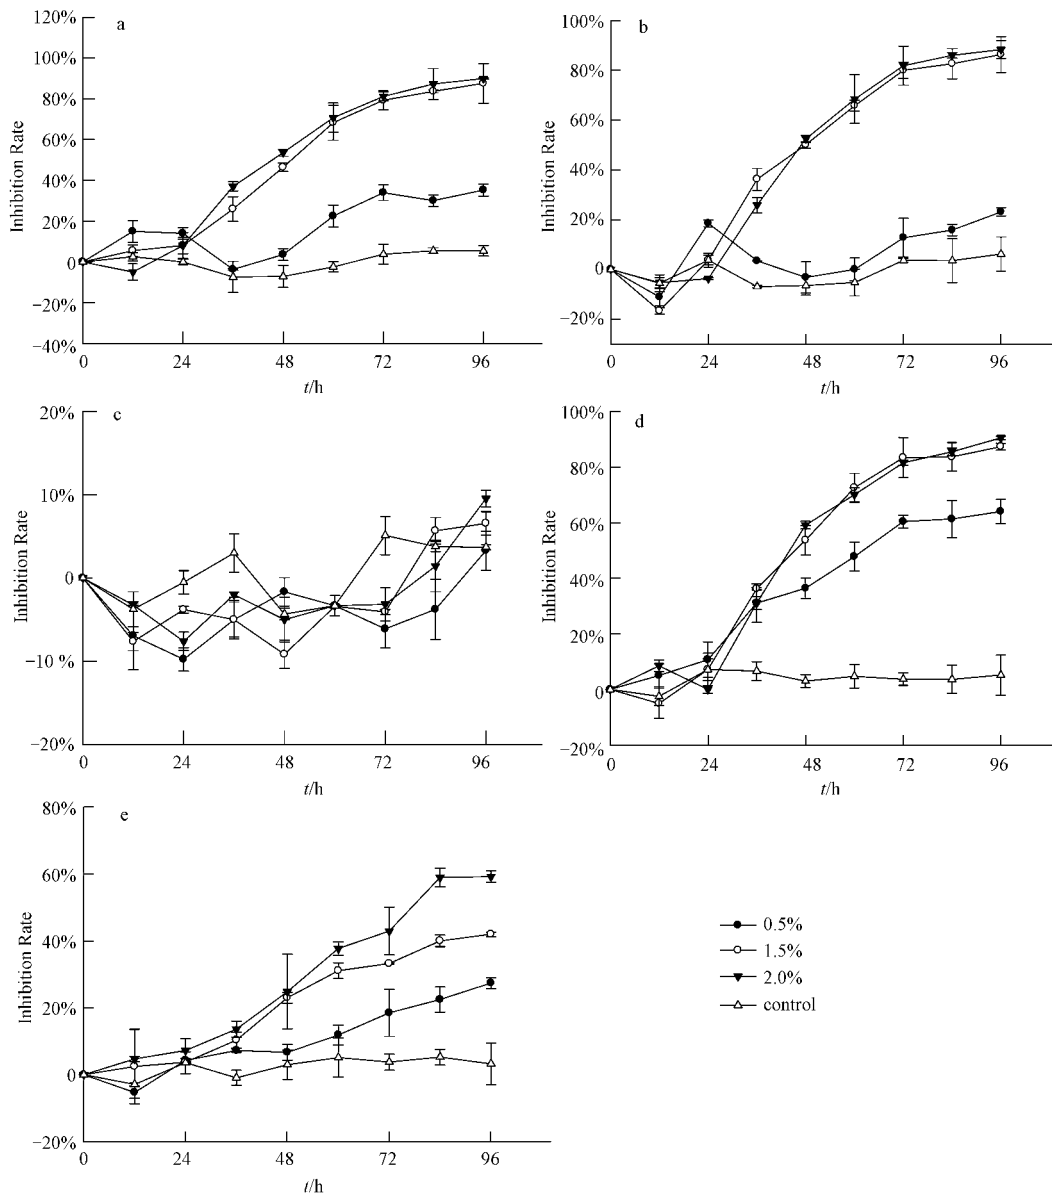 a
120%
100%
80%
60%
40%
20%
0
−20%
−40%
Inhibition Rate
0 24 48 72 96
t/h
b
100%
80%
60%
40%
20%
0
−20%
Inhibition Rate
0 24 48 72 96
t/h
c
20%
10%
0
−10%
−20%
Inhibition Rate
0 24 48 72 96
t/h
d
100%
80%
60%
40%
20%
0
−20%
Inhibition Rate
0 24 48 72 96
t/h
e
80%
60%
40%
20%
0
−20%
Inhibition Rate
0 24 48 72 96
t/h
0.5%
1.5%
2.0%
control